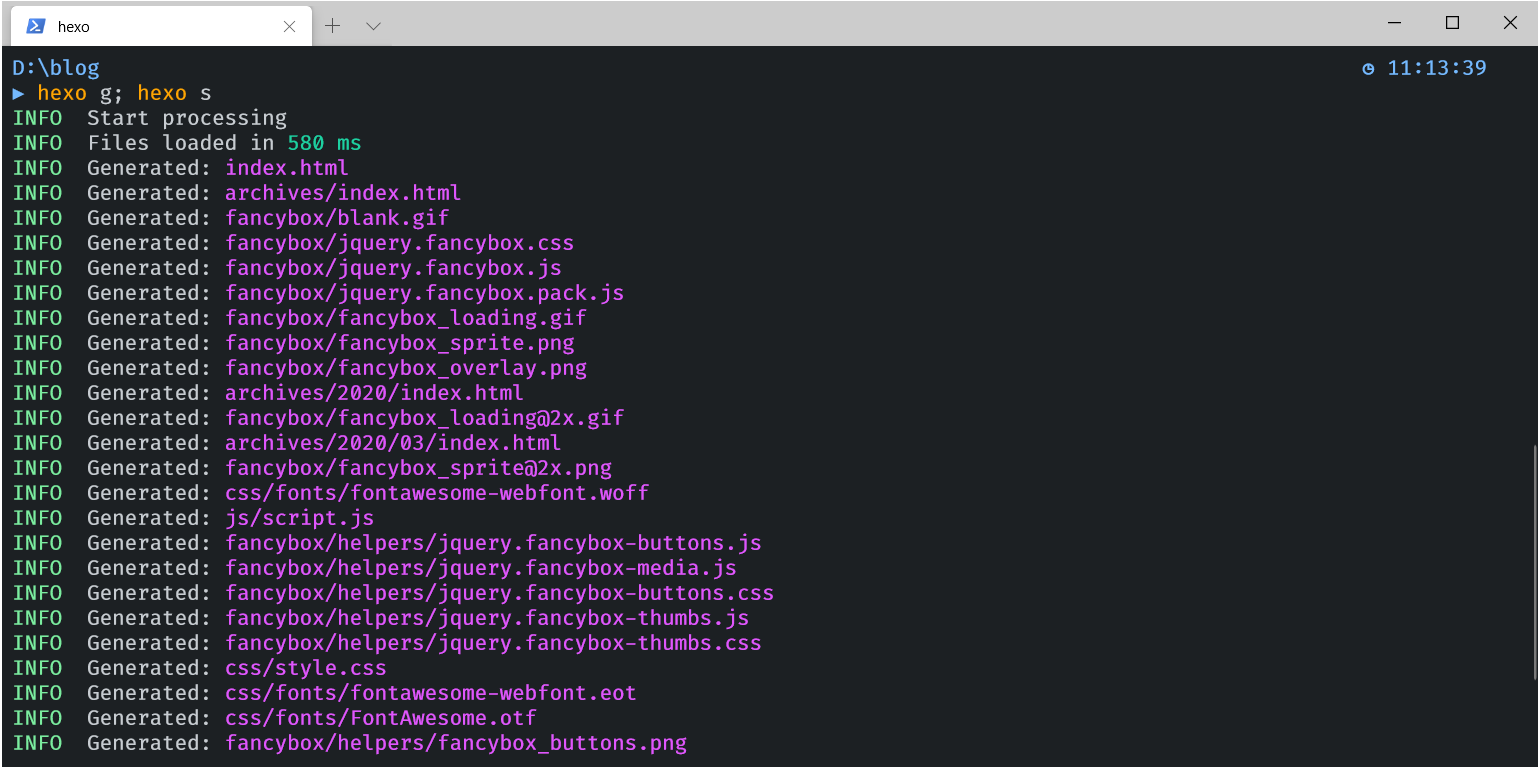 hexo
D:\blog 11:13:39
hexo g; hexo s
INFO  Start processing
INFO  Files loaded in 580 ms
INFO  Generated: index.html
INFO  Generated: archives/index.html
INFO  Generated: fancybox/blank.gif
INFO  Generated: fancybox/jquery.fancybox.css
INFO  Generated: fancybox/jquery.fancybox.js
INFO  Generated: fancybox/jquery.fancybox.pack.js
INFO  Generated: fancybox/fancybox_loading.gif
INFO  Generated: fancybox/fancybox_sprite.png
INFO  Generated: fancybox/fancybox_overlay.png
INFO  Generated: archives/2020/index.html
INFO  Generated: fancybox/fancybox_loading@2x.gif
INFO  Generated: archives/2020/03/index.html
INFO  Generated: fancybox/fancybox_sprite@2x.png
INFO  Generated: css/fonts/fontawesome-webfont.woff
INFO  Generated: js/script.js
INFO  Generated: fancybox/helpers/jquery.fancybox-buttons.js
INFO  Generated: fancybox/helpers/jquery.fancybox-media.js
INFO  Generated: fancybox/helpers/jquery.fancybox-buttons.css
INFO  Generated: fancybox/helpers/jquery.fancybox-thumbs.js
INFO  Generated: fancybox/helpers/jquery.fancybox-thumbs.css
INFO  Generated: css/style.css
INFO  Generated: css/fonts/fontawesome-webfont.eot
INFO  Generated: css/fonts/FontAwesome.otf
INFO  Generated: fancybox/helpers/fancybox_buttons.png